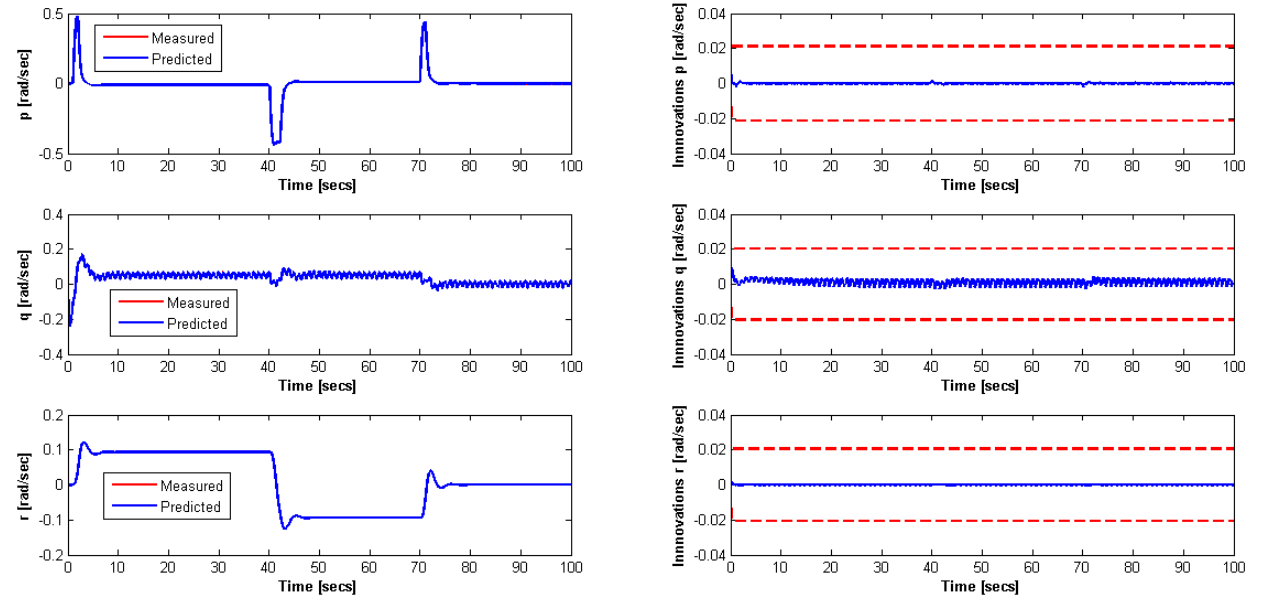 p [rad/sec]
0.5
0
-0.5
Measured
Predicted
0 10 20 30 40 50 60 70 80 90 100
Time [secs]
Innnovations p [rad/sec]
0.04
0.02
0
-0.02
-0.04
0 10 20 30 40 50 60 70 80 90 100
Time [secs]
q [rad/sec]
0.4
0.2
0
-0.2
-0.4
Measured
Predicted
0 10 20 30 40 50 60 70 80 90 100
Time [secs]
Innnovations q [rad/sec]
0.04
0.02
0
-0.02
-0.04
0 10 20 30 40 50 60 70 80 90 100
Time [secs]
r [rad/sec]
0.2
0.1
0
-0.1
-0.2
Measured
Predicted
0 10 20 30 40 50 60 70 80 90 100
Time [secs]
Innnovations r [rad/sec]
0.04
0.02
0
-0.02
-0.04
0 10 20 30 40 50 60 70 80 90 100
Time [secs]